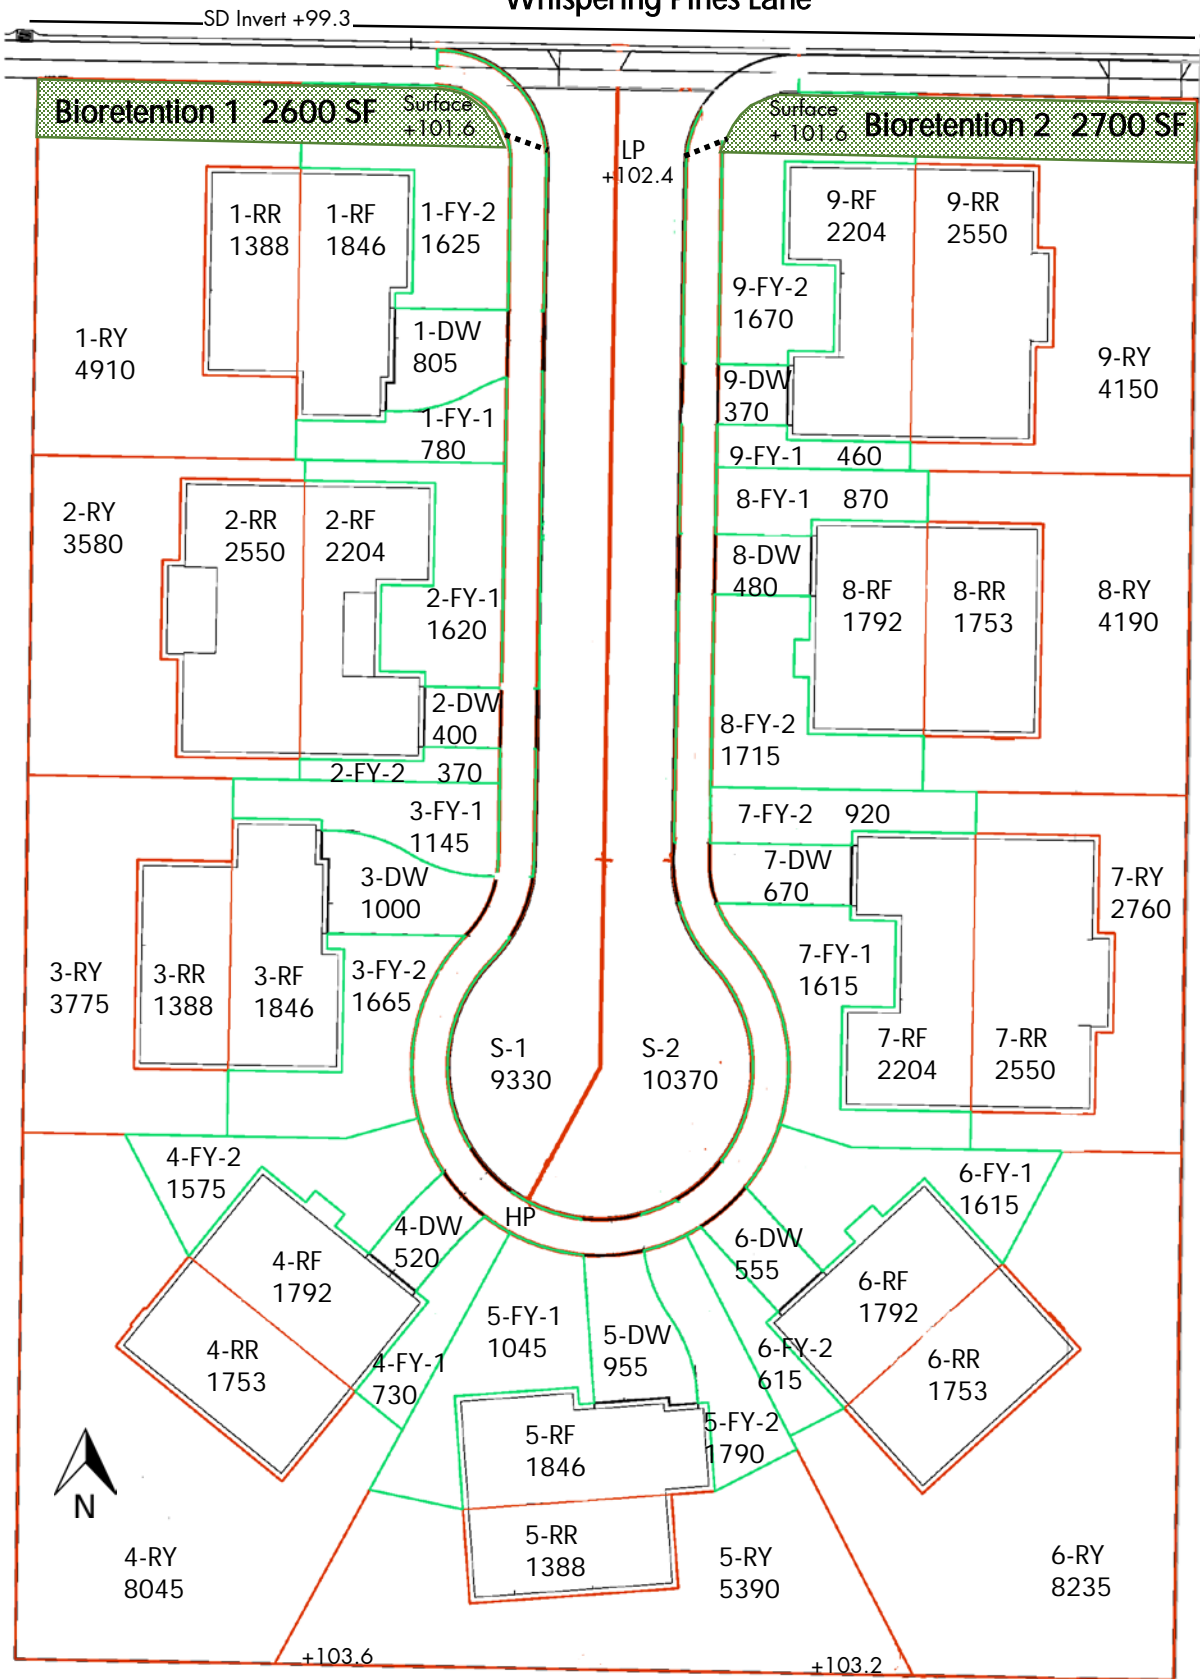 Whispering Pines Lane
SD Invert +99.3
Bioretention 1 2600 SF
Surface
+101.6
Surface
+ 101.6
Bioretention 2 2700 SF
LP
+102.4
1-RR
1388
1-RF
1846
1-FY-2
1625
9-RF
2204
9-RR
2550
9-FY-2
1670
1-RY
4910
1-DW
805
9-RY
4150
9-DW
370
1-FY-1
780
9-FY-1 460
2-RY
3580
2-RR
2550
2-RF
2204
8-FY-1 870
8-DW
480
2-FY-1
1620
8-RF
1792
8-RR
1753
8-RY
4190
2-DW
400
8-FY-2
1715
2-FY-2 370
3-FY-1
1145
7-FY-2 920
3-DW
1000
7-DW
670
7-RY
2760
3-RY
3775
3-RR
1388
3-RF
1846
3-FY-2
1665
7-FY-1
1615
S-1
9330
S-2
10370
7-RF
2204
7-RR
2550
4-FY-2
1575
6-FY-1
1615
HP
4-DW
520
6-DW
555
4-RF
1792
6-RF
1792
5-FY-1
1045
5-DW
955
4-RR
1753
4-FY-1
730
6-FY-2
615
6-RR
1753
5-RF
1846
5-FY-2
1790
N
5-RR
1388
4-RY
8045
5-RY
5390
6-RY
8235
+103.6
+103.2